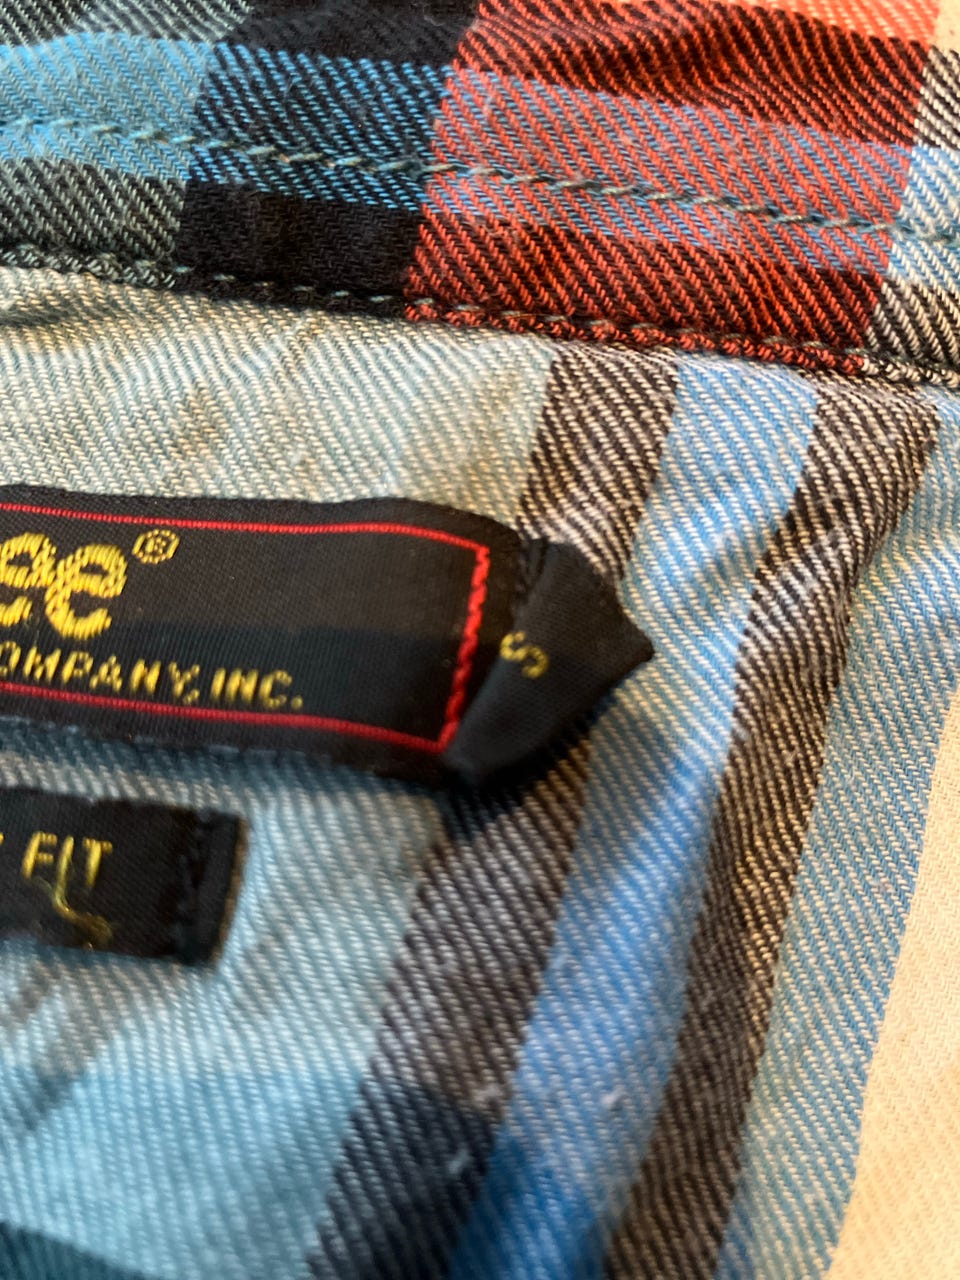 ee®
OMPANY, INC.
S
FIT